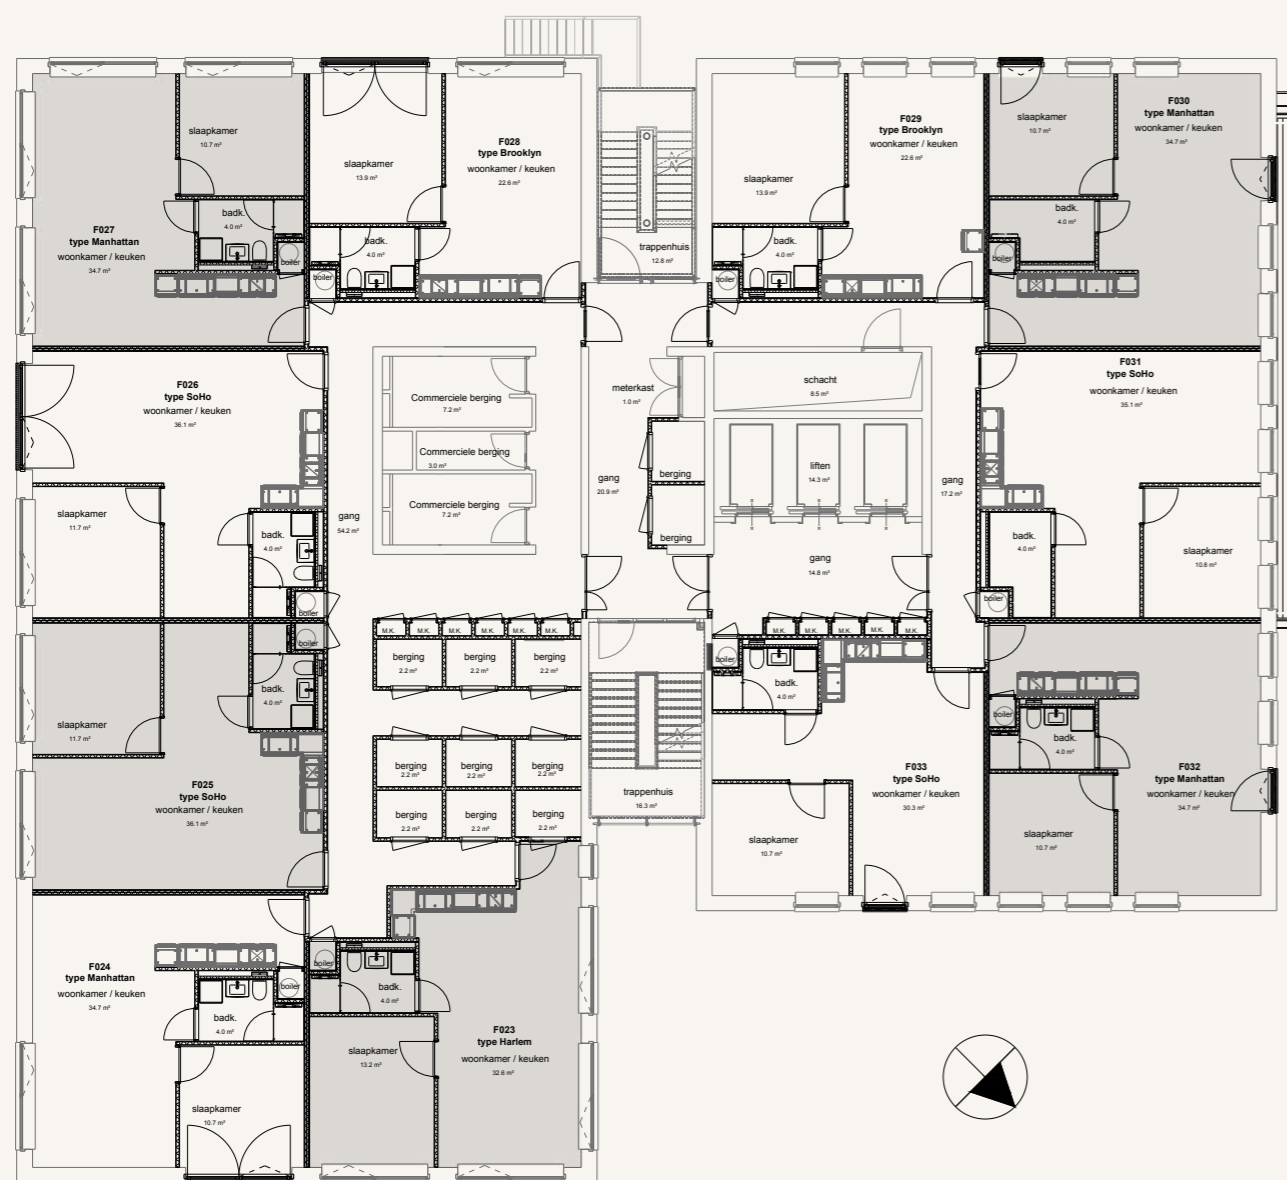 slaapkamer
10.7 m²
badk.
4.0 m²
boiler
F027
type Manhattan
woonkamer / keuken
34.7 m²
slaapkamer
13.9 m²
F028
type Brooklyn
woonkamer / keuken
22.6 m²
badk.
4.0 m²
boiler
trappenhuis
12.8 m²
slaapkamer
13.9 m²
F029
type Brooklyn
woonkamer / keuken
22.6 m²
badk.
4.0 m²
boiler
slaapkamer
10.7 m²
F030
type Manhattan
woonkamer / keuken
34.7 m²
badk.
4.0 m²
boiler
F026
type SoHo
woonkamer / keuken
36.1 m²
slaapkamer
11.7 m²
badk.
4.0 m²
boiler
gang
54.2 m²
Commerciele berging
7.2 m²
Commerciele berging
3.0 m²
Commerciele berging
7.2 m²
meterkast
1.0 m²
gang
20.9 m²
berging
berging
schacht
8.5 m²
liften
14.3 m²
gang
14.8 m²
gang
17.2 m²
F031
type SoHo
woonkamer / keuken
35.1 m²
badk.
4.0 m²
boiler
slaapkamer
10.8 m²
boiler
badk.
4.0 m²
slaapkamer
11.7 m²
F025
type SoHo
woonkamer / keuken
36.1 m²
M.K.
M.K.
M.K.
M.K.
M.K.
M.K.
berging
2.2 m²
berging
2.2 m²
berging
2.2 m²
berging
2.2 m²
berging
2.2 m²
berging
2.2 m²
berging
2.2 m²
berging
2.2 m²
berging
2.2 m²
trappenhuis
16.3 m²
M.K.
M.K.
M.K.
M.K.
M.K.
boiler
badk.
4.0 m²
F033
type SoHo
woonkamer / keuken
30.3 m²
slaapkamer
10.7 m²
boiler
badk.
4.0 m²
F032
type Manhattan
woonkamer / keuken
34.7 m²
slaapkamer
10.7 m²
F024
type Manhattan
woonkamer / keuken
34.7 m²
boiler
badk.
4.0 m²
slaapkamer
10.7 m²
boiler
badk.
4.0 m²
slaapkamer
13.2 m²
F023
type Harlem
woonkamer / keuken
32.6 m²